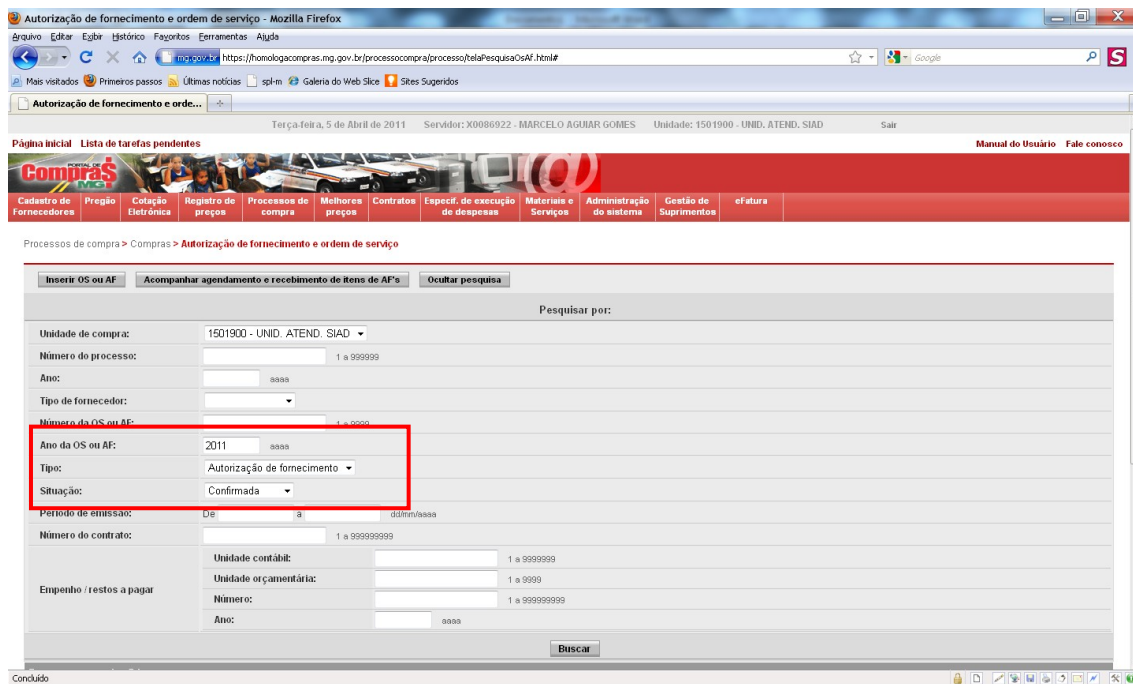 Autorização de fornecimento e ordem de serviço - Mozilla Firefox
Arquivo Editar Exibir Histórico Favoritos Ferramentas Ajuda
mg.gov.br https://homologacompras.mg.gov.br/processocompra/processo/telaPesquisaOsAf.html#
Google
Mais visitados Primeiros passos Últimas notícias spl-m Galeria do Web Slice Sites Sugeridos
Autorização de fornecimento e orde...
Terça-feira, 5 de Abril de 2011 Servidor: X0086922 - MARCELO AGUIAR GOMES Unidade: 1501900 - UNID. ATEND. SIAD Sair
Página inicial Lista de tarefas pendentes Manual do Usuário Fale conosco
PORTAL DE
Compras
MG
Cadastro de Fornecedores Pregão Cotação Eletrônica Registro de preços Processos de compra Melhores preços Contratos Especif. de execução de despesas Materiais e Serviços Administração do sistema Gestão de Suprimentos eFatura
Processos de compra > Compras > Autorização de fornecimento e ordem de serviço
Inserir OS ou AF Acompanhar agendamento e recebimento de itens de AF's Ocultar pesquisa
Pesquisar por:
Unidade de compra: 1501900 - UNID. ATEND. SIAD
Número do processo: 1 a 999999
Ano: aaaa
Tipo de fornecedor:
Número da OS ou AF: 1 a 9999
Ano da OS ou AF: 2011 aaaa
Tipo: Autorização de fornecimento
Situação: Confirmada
Período de emissão: De a dd/mm/aaaa
Número do contrato: 1 a 999999999
Empenho / restos a pagar
Unidade contábil: 1 a 9999999
Unidade orçamentária: 1 a 9999
Número: 1 a 999999999
Ano: aaaa
Buscar
Concluído